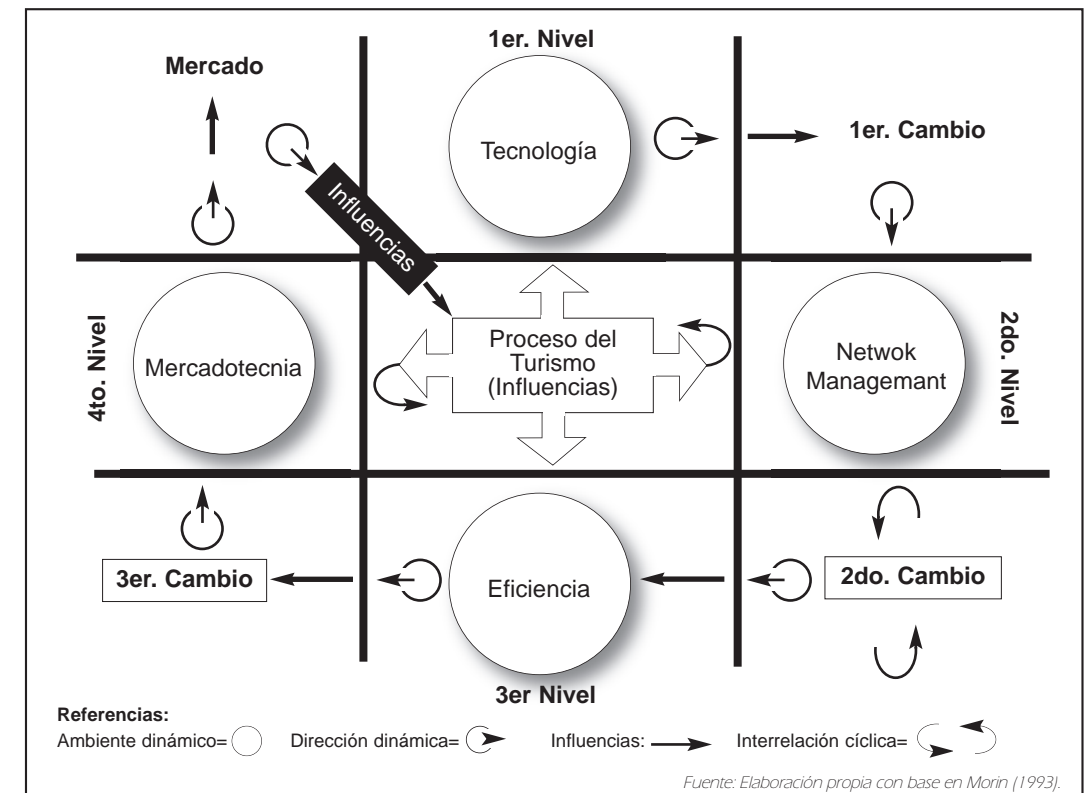 1er. Nivel
Mercado
Tecnología
1er. Cambio
Influencias
4to. Nivel
Mercadotecnia
Proceso del
Turismo
(Influencias)
Netwok
Managemant
2do. Nivel
3er. Cambio
Eficiencia
2do. Cambio
3er Nivel
Referencias:
Ambiente dinámico= Dirección dinámica= Influencias: Interrelación cíclica=
Fuente: Elaboración propia con base en Morin (1993).